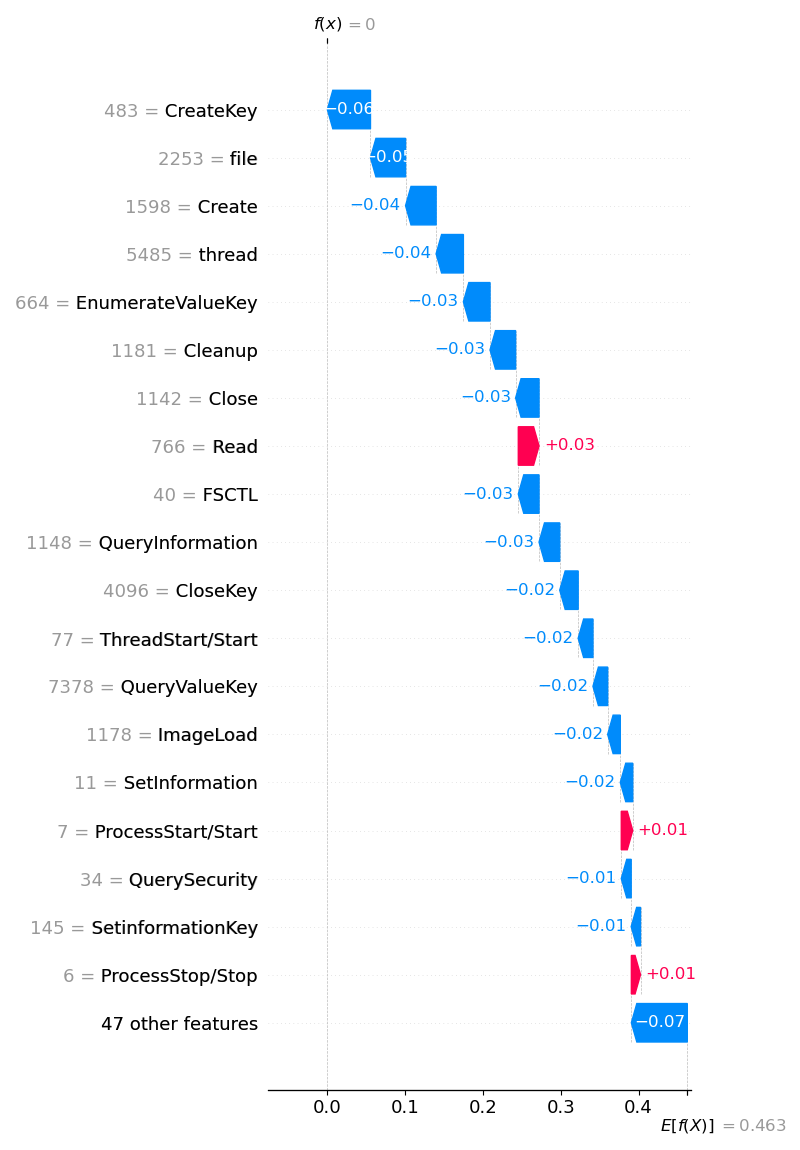 f(x) = 0
483 = CreateKey −0.06
2253 = file −0.05
1598 = Create −0.04
5485 = thread −0.04
664 = EnumerateValueKey −0.03
1181 = Cleanup −0.03
1142 = Close −0.03
766 = Read +0.03
40 = FSCTL −0.03
1148 = QueryInformation −0.03
4096 = CloseKey −0.02
77 = ThreadStart/Start −0.02
7378 = QueryValueKey −0.02
1178 = ImageLoad −0.02
11 = SetInformation −0.02
7 = ProcessStart/Start +0.01
34 = QuerySecurity −0.01
145 = SetinformationKey −0.01
6 = ProcessStop/Stop +0.01
47 other features −0.07
0.0 0.1 0.2 0.3 0.4
E[f(X)] = 0.463